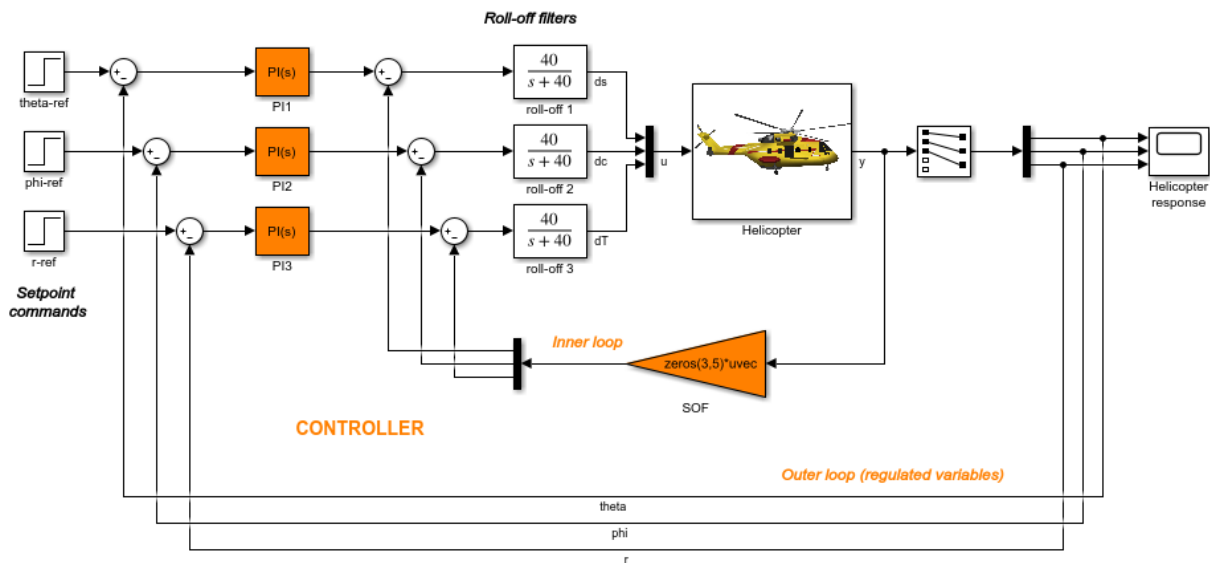 Roll-off filters
theta-ref
+
−
PI(s)
PI1
+
−
40
s + 40
roll-off 1
ds
phi-ref
+
−
PI(s)
PI2
+
−
40
s + 40
roll-off 2
dc
r-ref
+
−
PI(s)
PI3
+
−
40
s + 40
roll-off 3
dT
u
Helicopter
y
Helicopter
response
Setpoint
commands
Inner loop
zeros(3,5)*uvec
SOF
CONTROLLER
Outer loop (regulated variables)
theta
phi
r